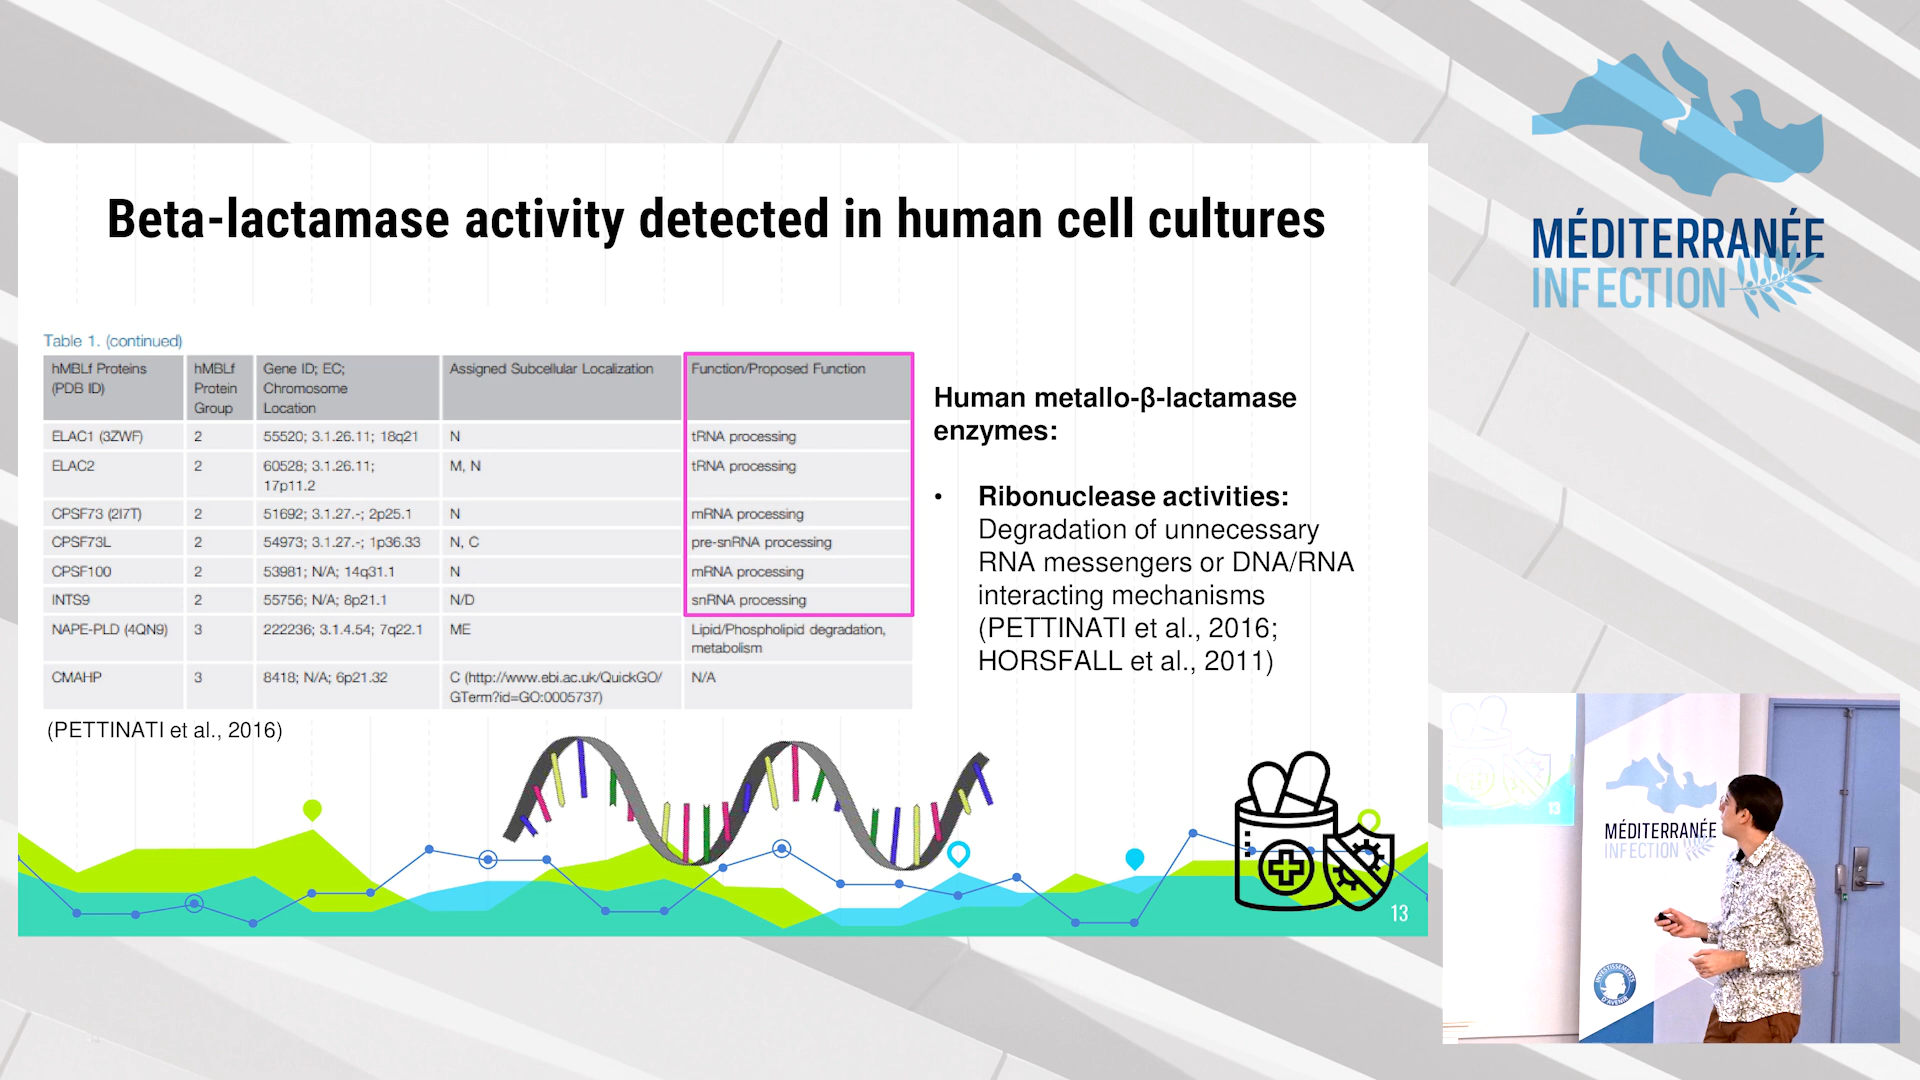 MÉDITERRANÉE
INFECTION
Beta-lactamase activity detected in human cell cultures
Table 1. (continued)
hMBLf Proteins (PDB ID)
hMBLf Protein Group
Gene ID; EC; Chromosome Location
Assigned Subcellular Localization
Function/Proposed Function
ELAC1 (3ZWF) 2 55520; 3.1.26.11; 18q21 N tRNA processing
ELAC2 2 60528; 3.1.26.11; 17p11.2 M, N tRNA processing
CPSF73 (2I7T) 2 51692; 3.1.27.-; 2p25.1 N mRNA processing
CPSF73L 2 54973; 3.1.27.-; 1p36.33 N, C pre-snRNA processing
CPSF100 2 53981; N/A; 14q31.1 N mRNA processing
INTS9 2 55756; N/A; 8p21.1 N/D snRNA processing
NAPE-PLD (4QN9) 3 222236; 3.1.4.54; 7q22.1 ME Lipid/Phospholipid degradation, metabolism
CMAHP 3 8418; N/A; 6p21.32 C (http://www.ebi.ac.uk/QuickGO/GTerm?id=GO:0005737) N/A
(PETTINATI et al., 2016)
Human metallo-β-lactamase
enzymes:
• Ribonuclease activities:
Degradation of unnecessary
RNA messengers or DNA/RNA
interacting mechanisms
(PETTINATI et al., 2016;
HORSFALL et al., 2011)
13
MÉDITERRANÉE
INFECTION
INVESTISSEMENTS
D'AVENIR